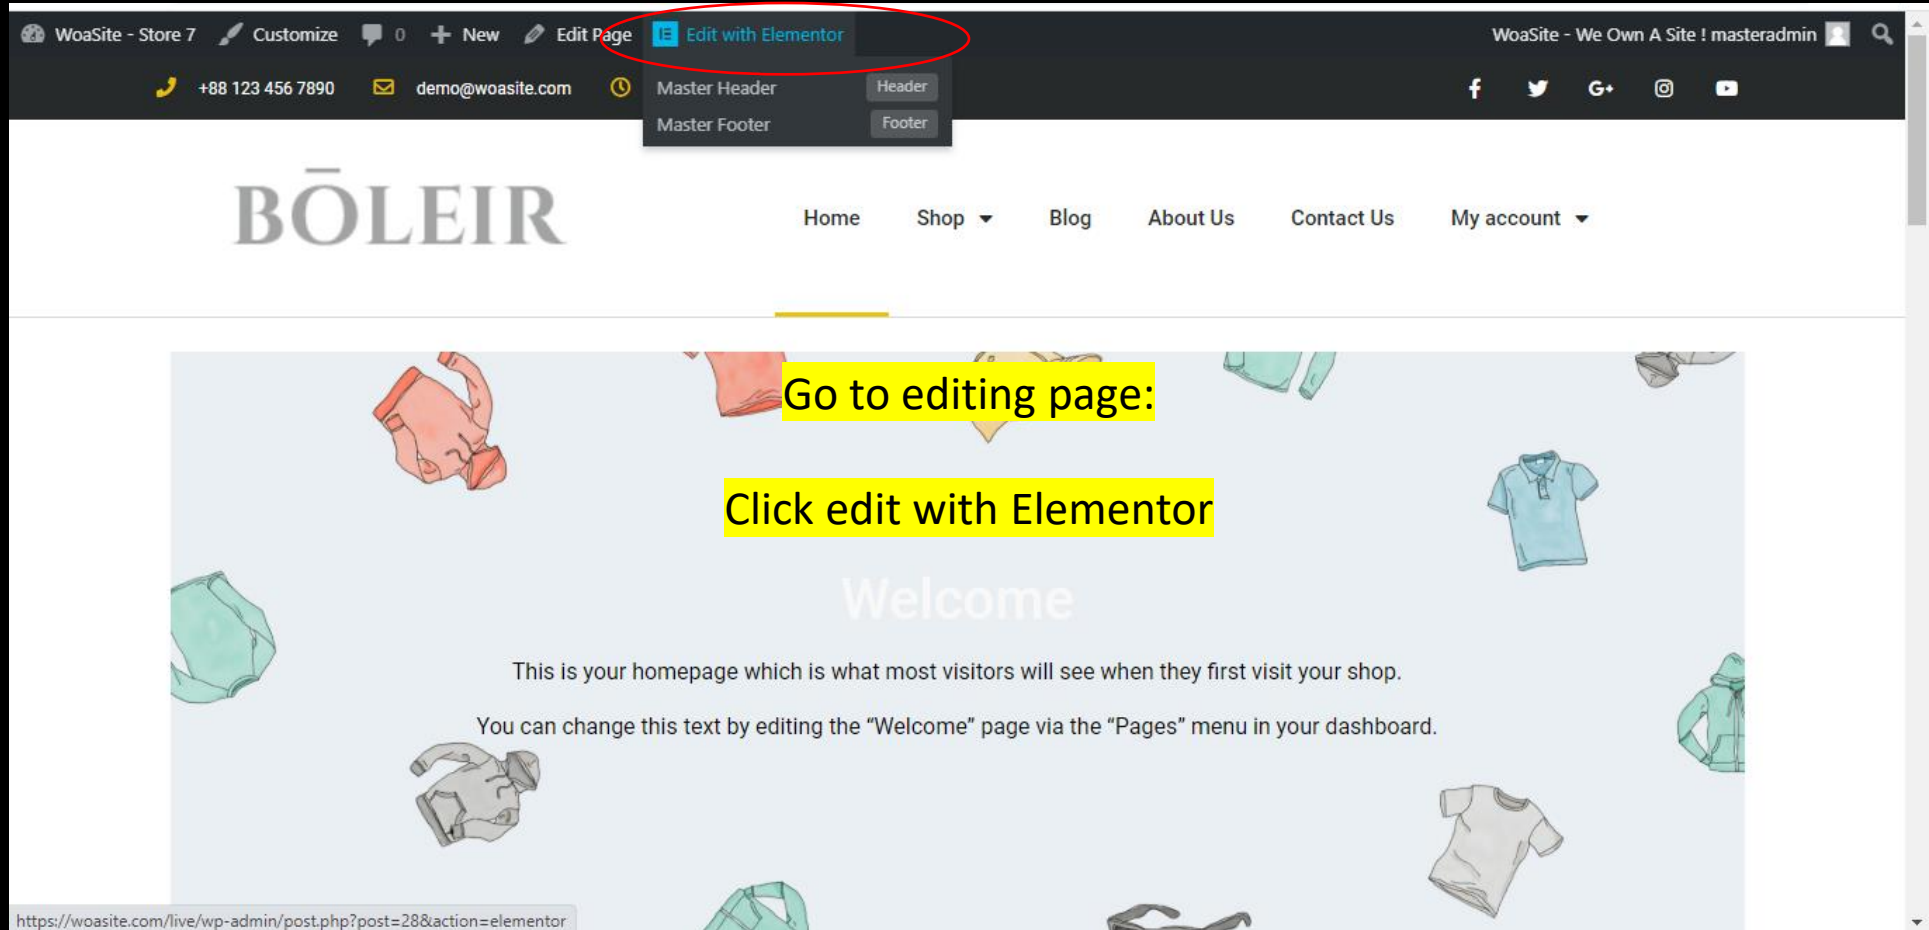 WoaSite - Store 7 Customize 0 New Edit Page Edit with Elementor WoaSite - We Own A Site ! masteradmin
+88 123 456 7890 demo@woasite.com Master Header Header G+
Master Footer Footer
BŌLEIR
Home Shop Blog About Us Contact Us My account
Go to editing page:
Click edit with Elementor
Welcome
This is your homepage which is what most visitors will see when they first visit your shop.
You can change this text by editing the “Welcome” page via the “Pages” menu in your dashboard.
https://woasite.com/live/wp-admin/post.php?post=28&action=elementor